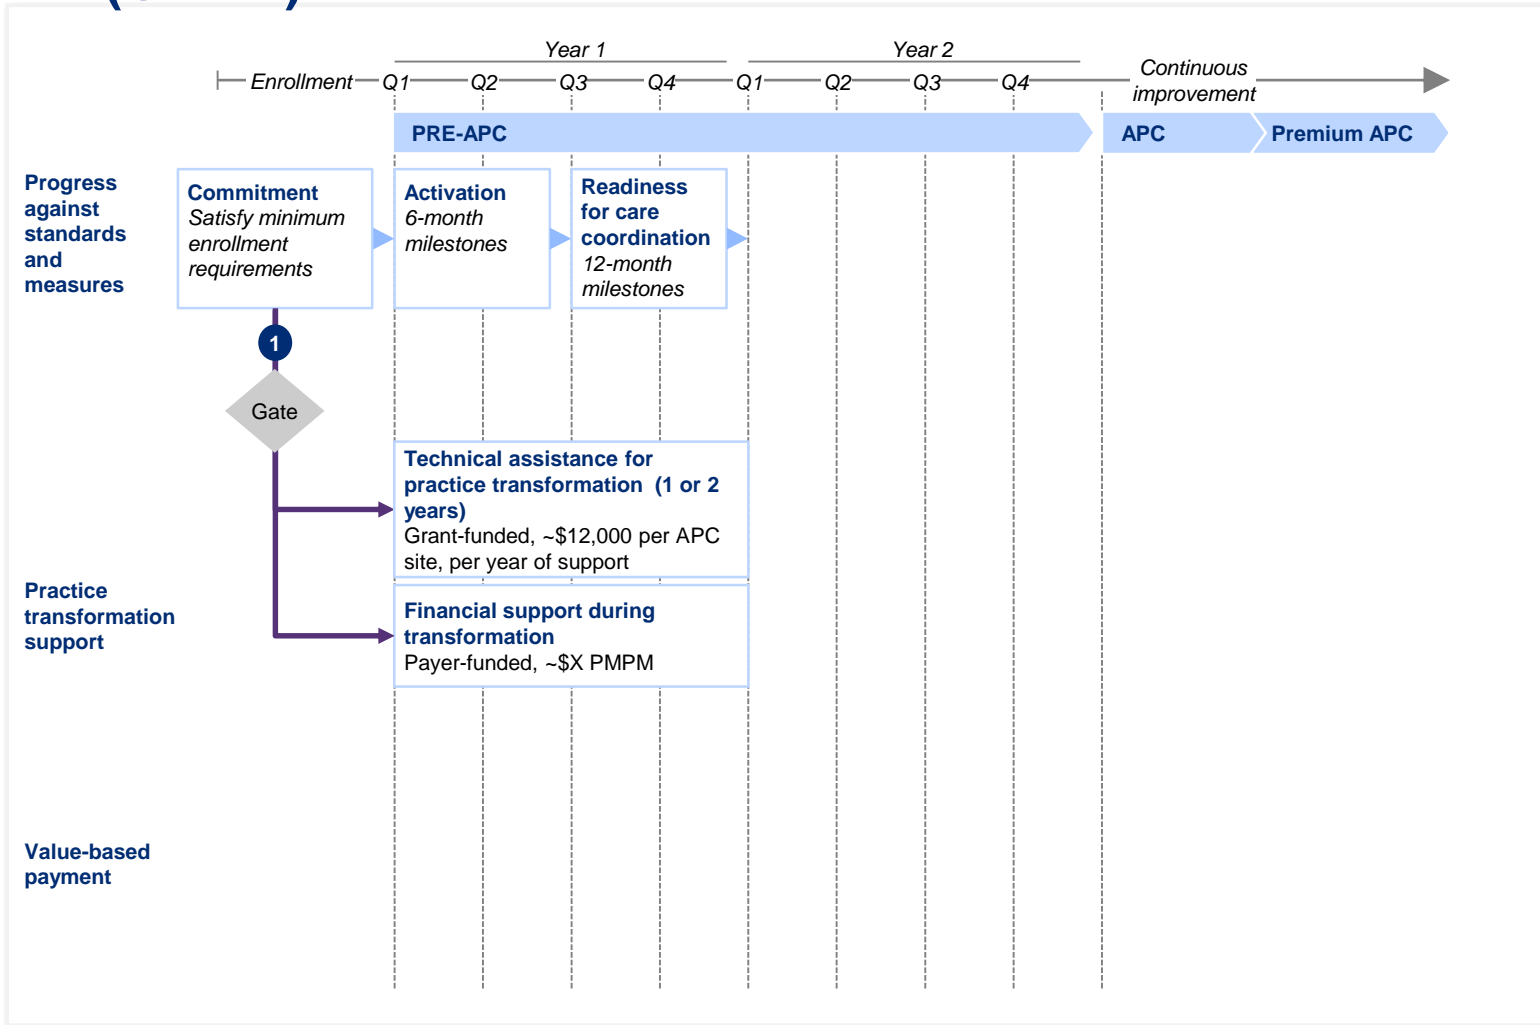 Year 1
Year 2
Enrollment
Q1
Q2
Q3
Q4
Q1
Q2
Q3
Q4
Continuous
improvement
PRE-APC
APC
Premium APC
Progress
against
standards
and
measures
Commitment
Satisfy minimum
enrollment
requirements
Activation
6-month
milestones
Readiness
for care
coordination
12-month
milestones
1
Gate
Technical assistance for
practice transformation (1 or 2
years)
Grant-funded, ~$12,000 per APC
site, per year of support
Practice
transformation
support
Financial support during
transformation
Payer-funded, ~$X PMPM
Value-based
payment